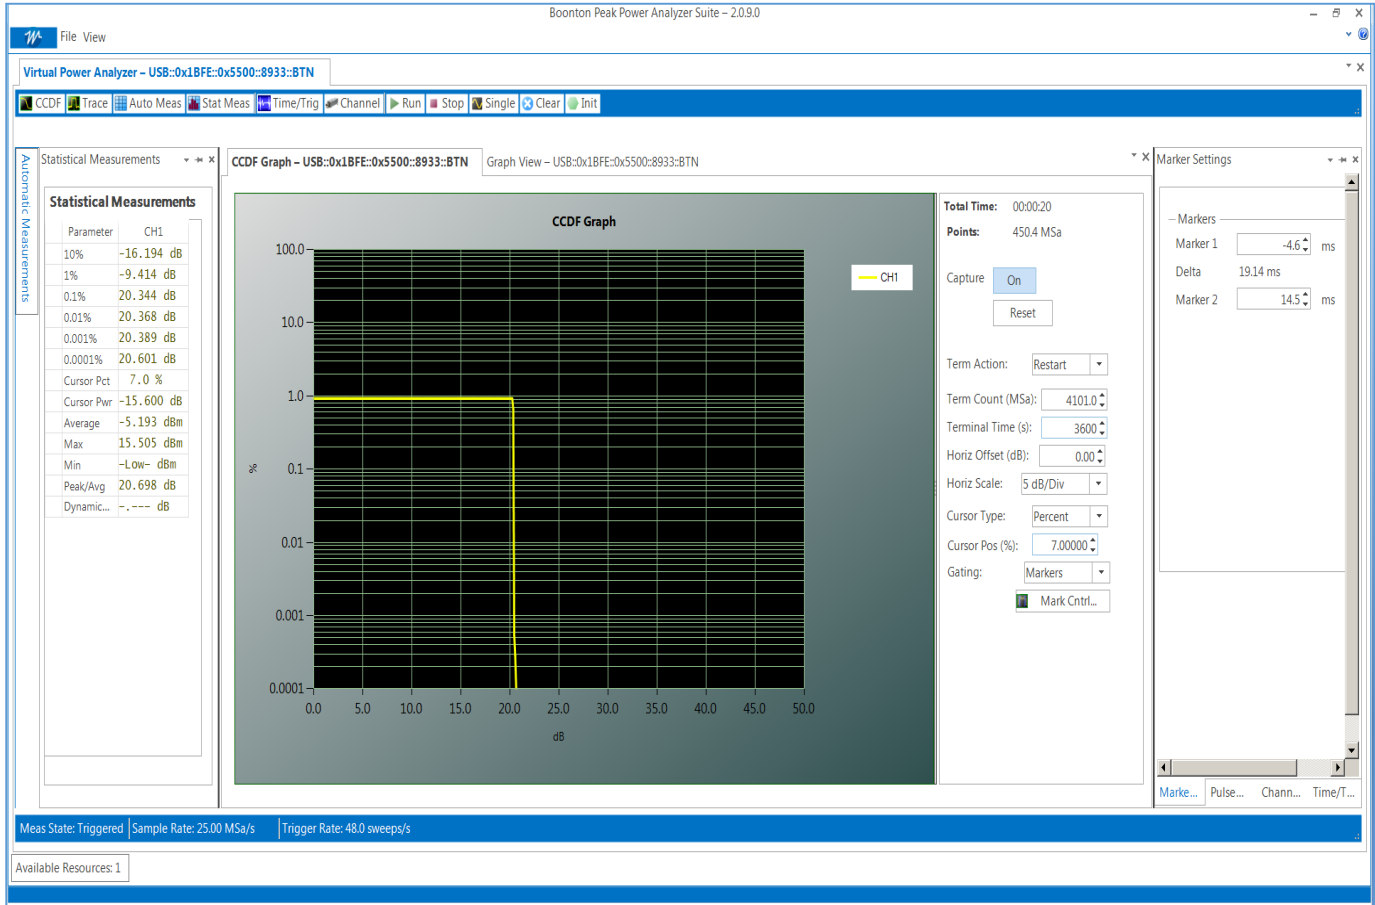 Boonton Peak Power Analyzer Suite – 2.0.9.0
File View
Virtual Power Analyzer – USB::0x1BFE::0x5500::8933::BTN
CCDF Trace Auto Meas Stat Meas Time/Trig Channel Run Stop Single Clear Init
Automatic Measurements
Statistical Measurements
Statistical Measurements
Parameter CH1
10% -16.194 dB
1% -9.414 dB
0.1% 20.344 dB
0.01% 20.368 dB
0.001% 20.389 dB
0.0001% 20.601 dB
Cursor Pct 7.0 %
Cursor Pwr -15.600 dB
Average -5.193 dBm
Max 15.505 dBm
Min -Low- dBm
Peak/Avg 20.698 dB
Dynamic... -.--- dB
CCDF Graph – USB::0x1BFE::0x5500::8933::BTN Graph View – USB::0x1BFE::0x5500::8933::BTN
CCDF Graph
CH1
100.0
10.0
1.0
0.1
0.01
0.001
0.0001
%
0.0 5.0 10.0 15.0 20.0 25.0 30.0 35.0 40.0 45.0 50.0
dB
Total Time: 00:00:20
Points: 450.4 MSa
Capture On
Reset
Term Action: Restart
Term Count (MSa): 4101.0
Terminal Time (s): 3600
Horiz Offset (dB): 0.00
Horiz Scale: 5 dB/Div
Cursor Type: Percent
Cursor Pos (%): 7.00000
Gating: Markers
Mark Cntrl...
Marker Settings
Markers
Marker 1 -4.6 ms
Delta 19.14 ms
Marker 2 14.5 ms
Marke... Pulse... Chann... Time/T...
Meas State: Triggered Sample Rate: 25.00 MSa/s Trigger Rate: 48.0 sweeps/s
Available Resources: 1